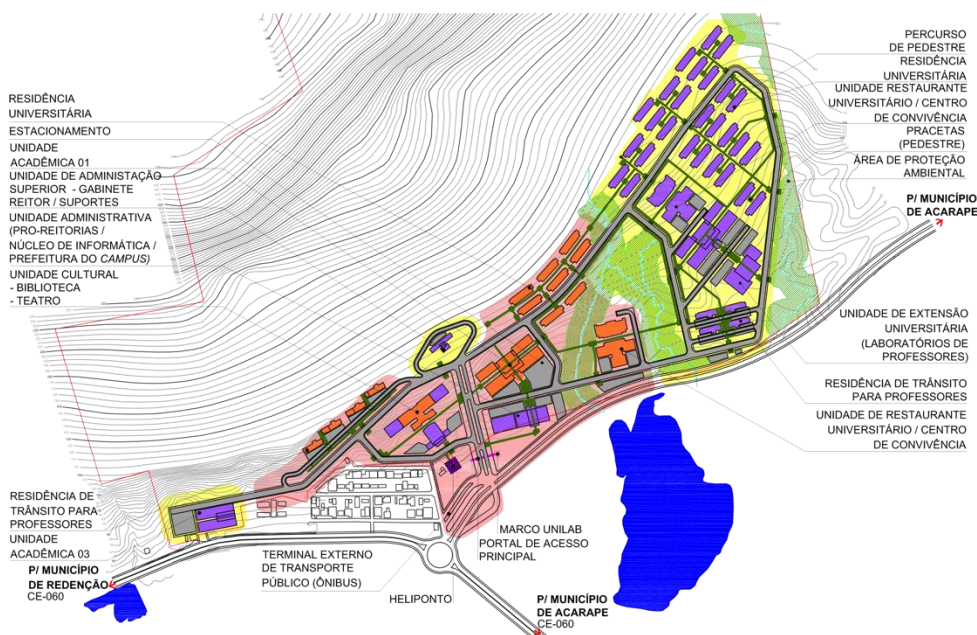 PERCURSO
DE PEDESTRE
RESIDÊNCIA
UNIVERSITÁRIA
UNIDADE RESTAURANTE
UNIVERSITÁRIO / CENTRO
DE CONVIVÊNCIA
PRACETAS
(PEDESTRE)
ÁREA DE PROTEÇÃO
AMBIENTAL
P/ MUNICÍPIO
DE ACARAPE
RESIDÊNCIA
UNIVERSITÁRIA
ESTACIONAMENTO
UNIDADE
ACADÊMICA 01
UNIDADE DE ADMINISTAÇÃO
SUPERIOR - GABINETE
REITOR / SUPORTES
UNIDADE ADMINISTRATIVA
(PRO-REITORIAS /
NÚCLEO DE INFORMÁTICA /
PREFEITURA DO CAMPUS)
UNIDADE CULTURAL
- BIBLIOTECA
- TEATRO
UNIDADE DE EXTENSÃO
UNIVERSITÁRIA
(LABORATÓRIOS DE
PROFESSORES)
RESIDÊNCIA DE TRÂNSITO
PARA PROFESSORES
UNIDADE DE RESTAURANTE
UNIVERSITÁRIO / CENTRO
DE CONVIVÊNCIA
RESIDÊNCIA DE
TRÂNSITO PARA
PROFESSORES
UNIDADE
ACADÊMICA 03
P/ MUNICÍPIO
DE REDENÇÃO
CE-060
TERMINAL EXTERNO
DE TRANSPORTE
PÚBLICO (ÔNIBUS)
HELIPONTO
MARCO UNILAB
PORTAL DE ACESSO
PRINCIPAL
P/ MUNICÍPIO
DE ACARAPE
CE-060